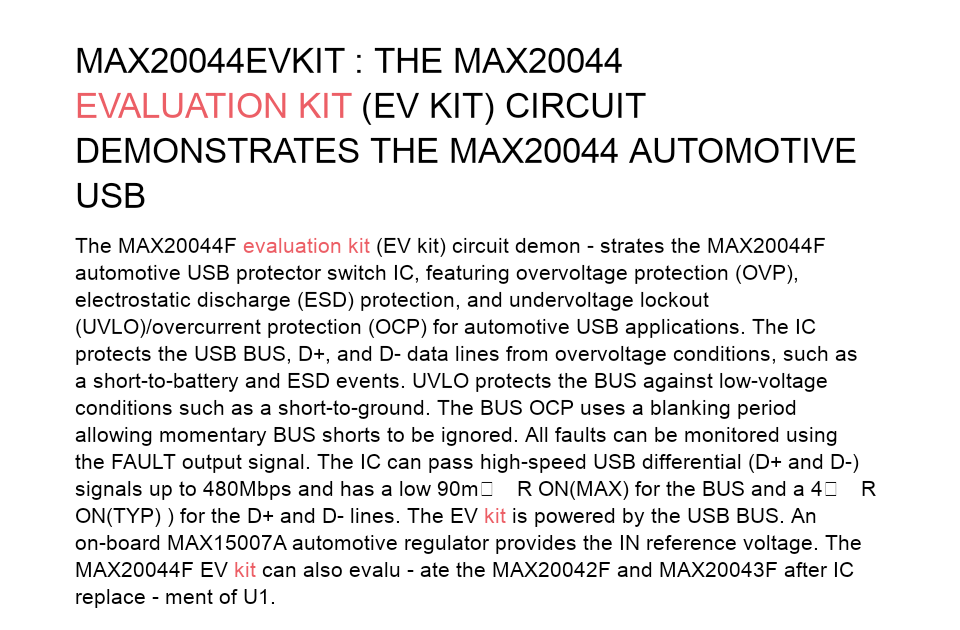 MAX20044EVKIT : THE MAX20044
EVALUATION KIT (EV KIT) CIRCUIT
DEMONSTRATES THE MAX20044 AUTOMOTIVE
USB
The MAX20044F evaluation kit (EV kit) circuit demon - strates the MAX20044F
automotive USB protector switch IC, featuring overvoltage protection (OVP),
electrostatic discharge (ESD) protection, and undervoltage lockout
(UVLO)/overcurrent protection (OCP) for automotive USB applications. The IC
protects the USB BUS, D+, and D- data lines from overvoltage conditions, such as
a short-to-battery and ESD events. UVLO protects the BUS against low-voltage
conditions such as a short-to-ground. The BUS OCP uses a blanking period
allowing momentary BUS shorts to be ignored. All faults can be monitored using
the FAULT output signal. The IC can pass high-speed USB differential (D+ and D-)
signals up to 480Mbps and has a low 90m□ R ON(MAX) for the BUS and a 4□ R
ON(TYP) ) for the D+ and D- lines. The EV kit is powered by the USB BUS. An
on-board MAX15007A automotive regulator provides the IN reference voltage. The
MAX20044F EV kit can also evalu - ate the MAX20042F and MAX20043F after IC
replace - ment of U1.